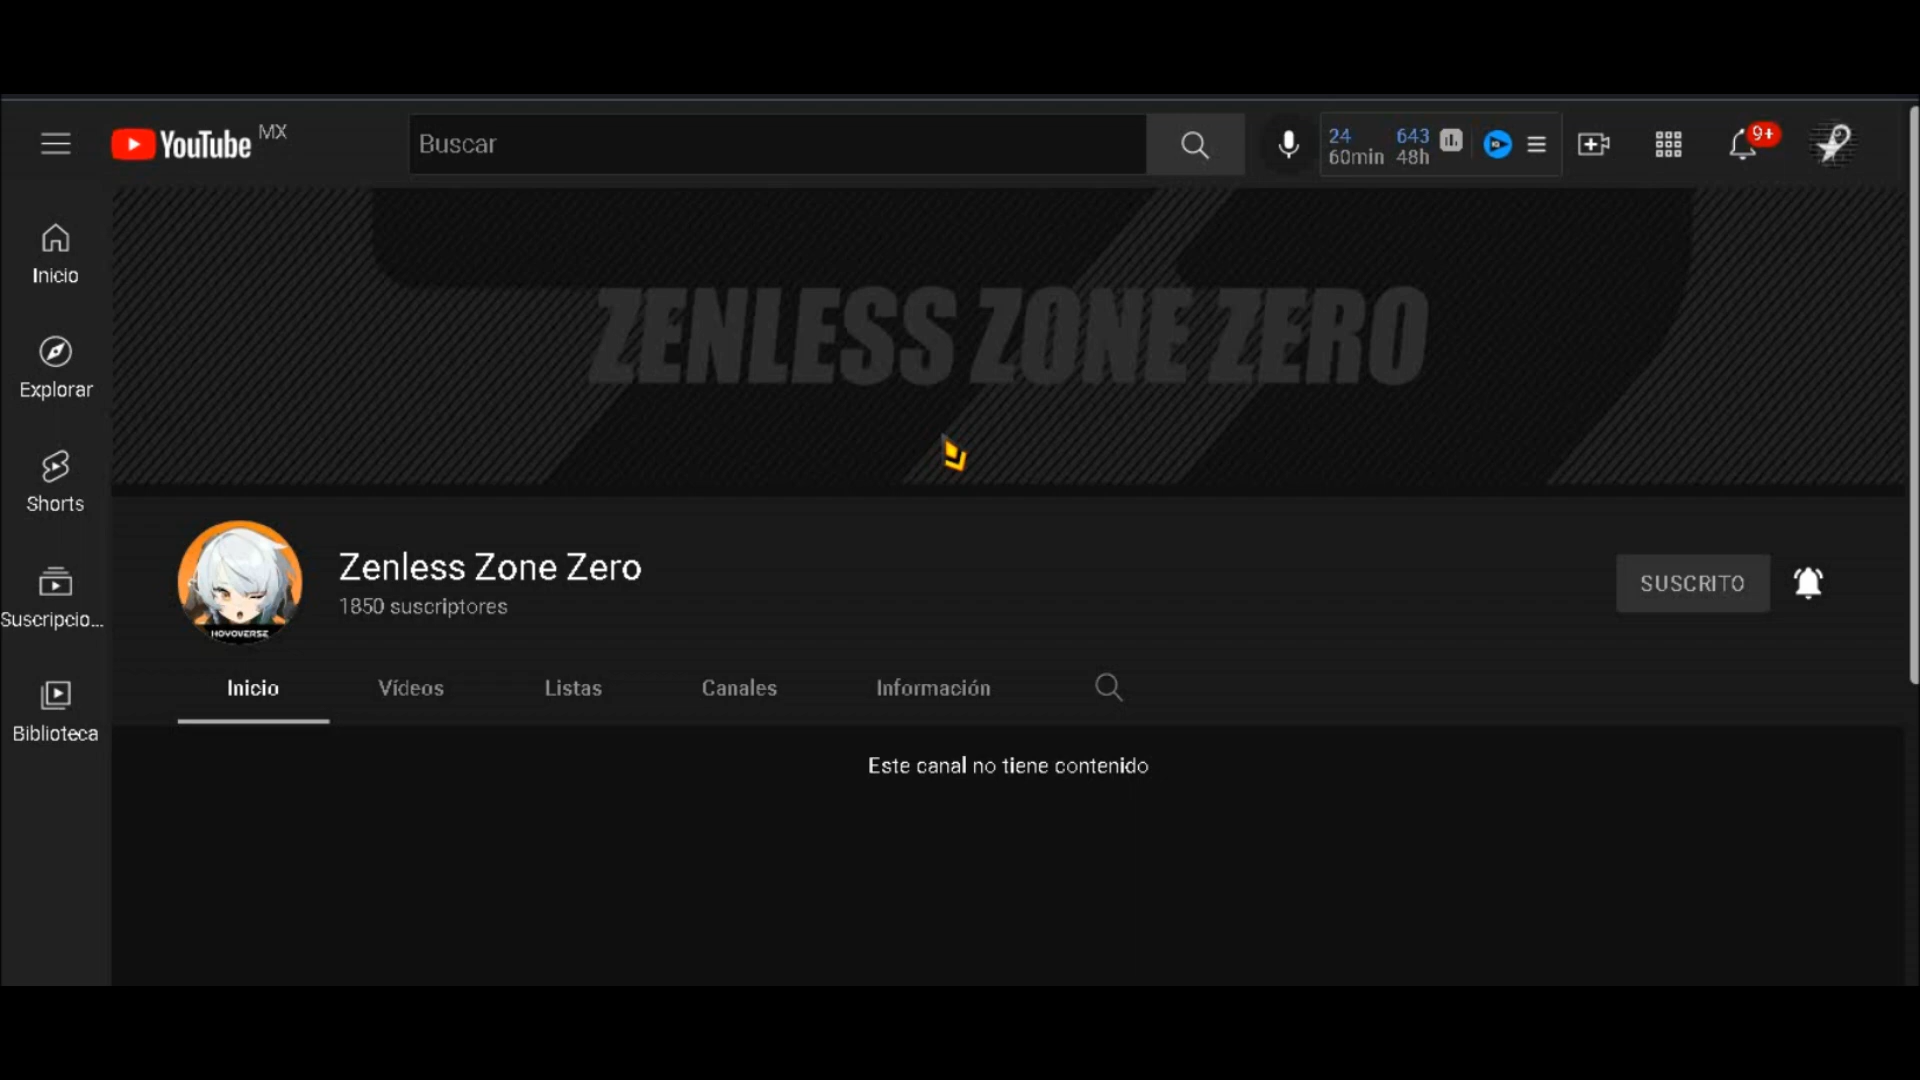 YouTube MX
Buscar
24 643
60min 48h
9+
Inicio
Explorar
Shorts
Suscripcio...
Biblioteca
ZENLESS ZONE ZERO
HOYOVERSE
Zenless Zone Zero
1850 suscriptores
SUSCRITO
Inicio Vídeos Listas Canales Información
Este canal no tiene contenido